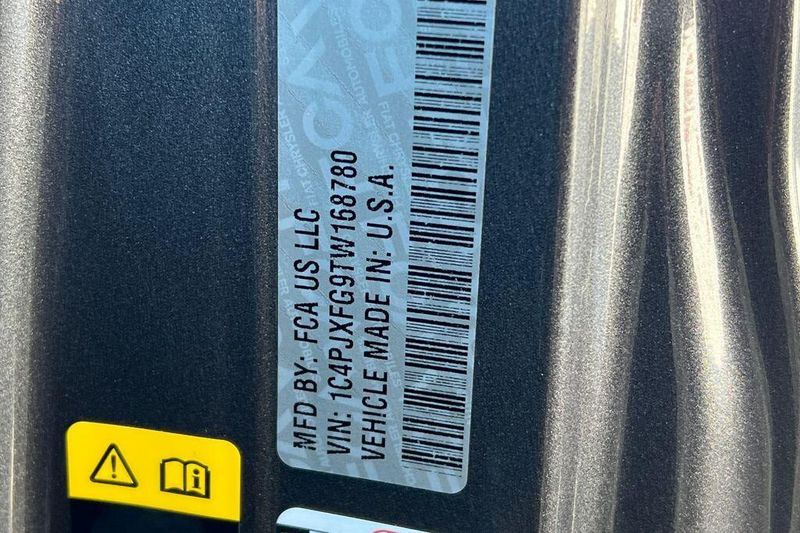 MFD BY: FCA US LLC
VIN: 1C4PJXFG9TW168780
VEHICLE MADE IN: U.S.A.